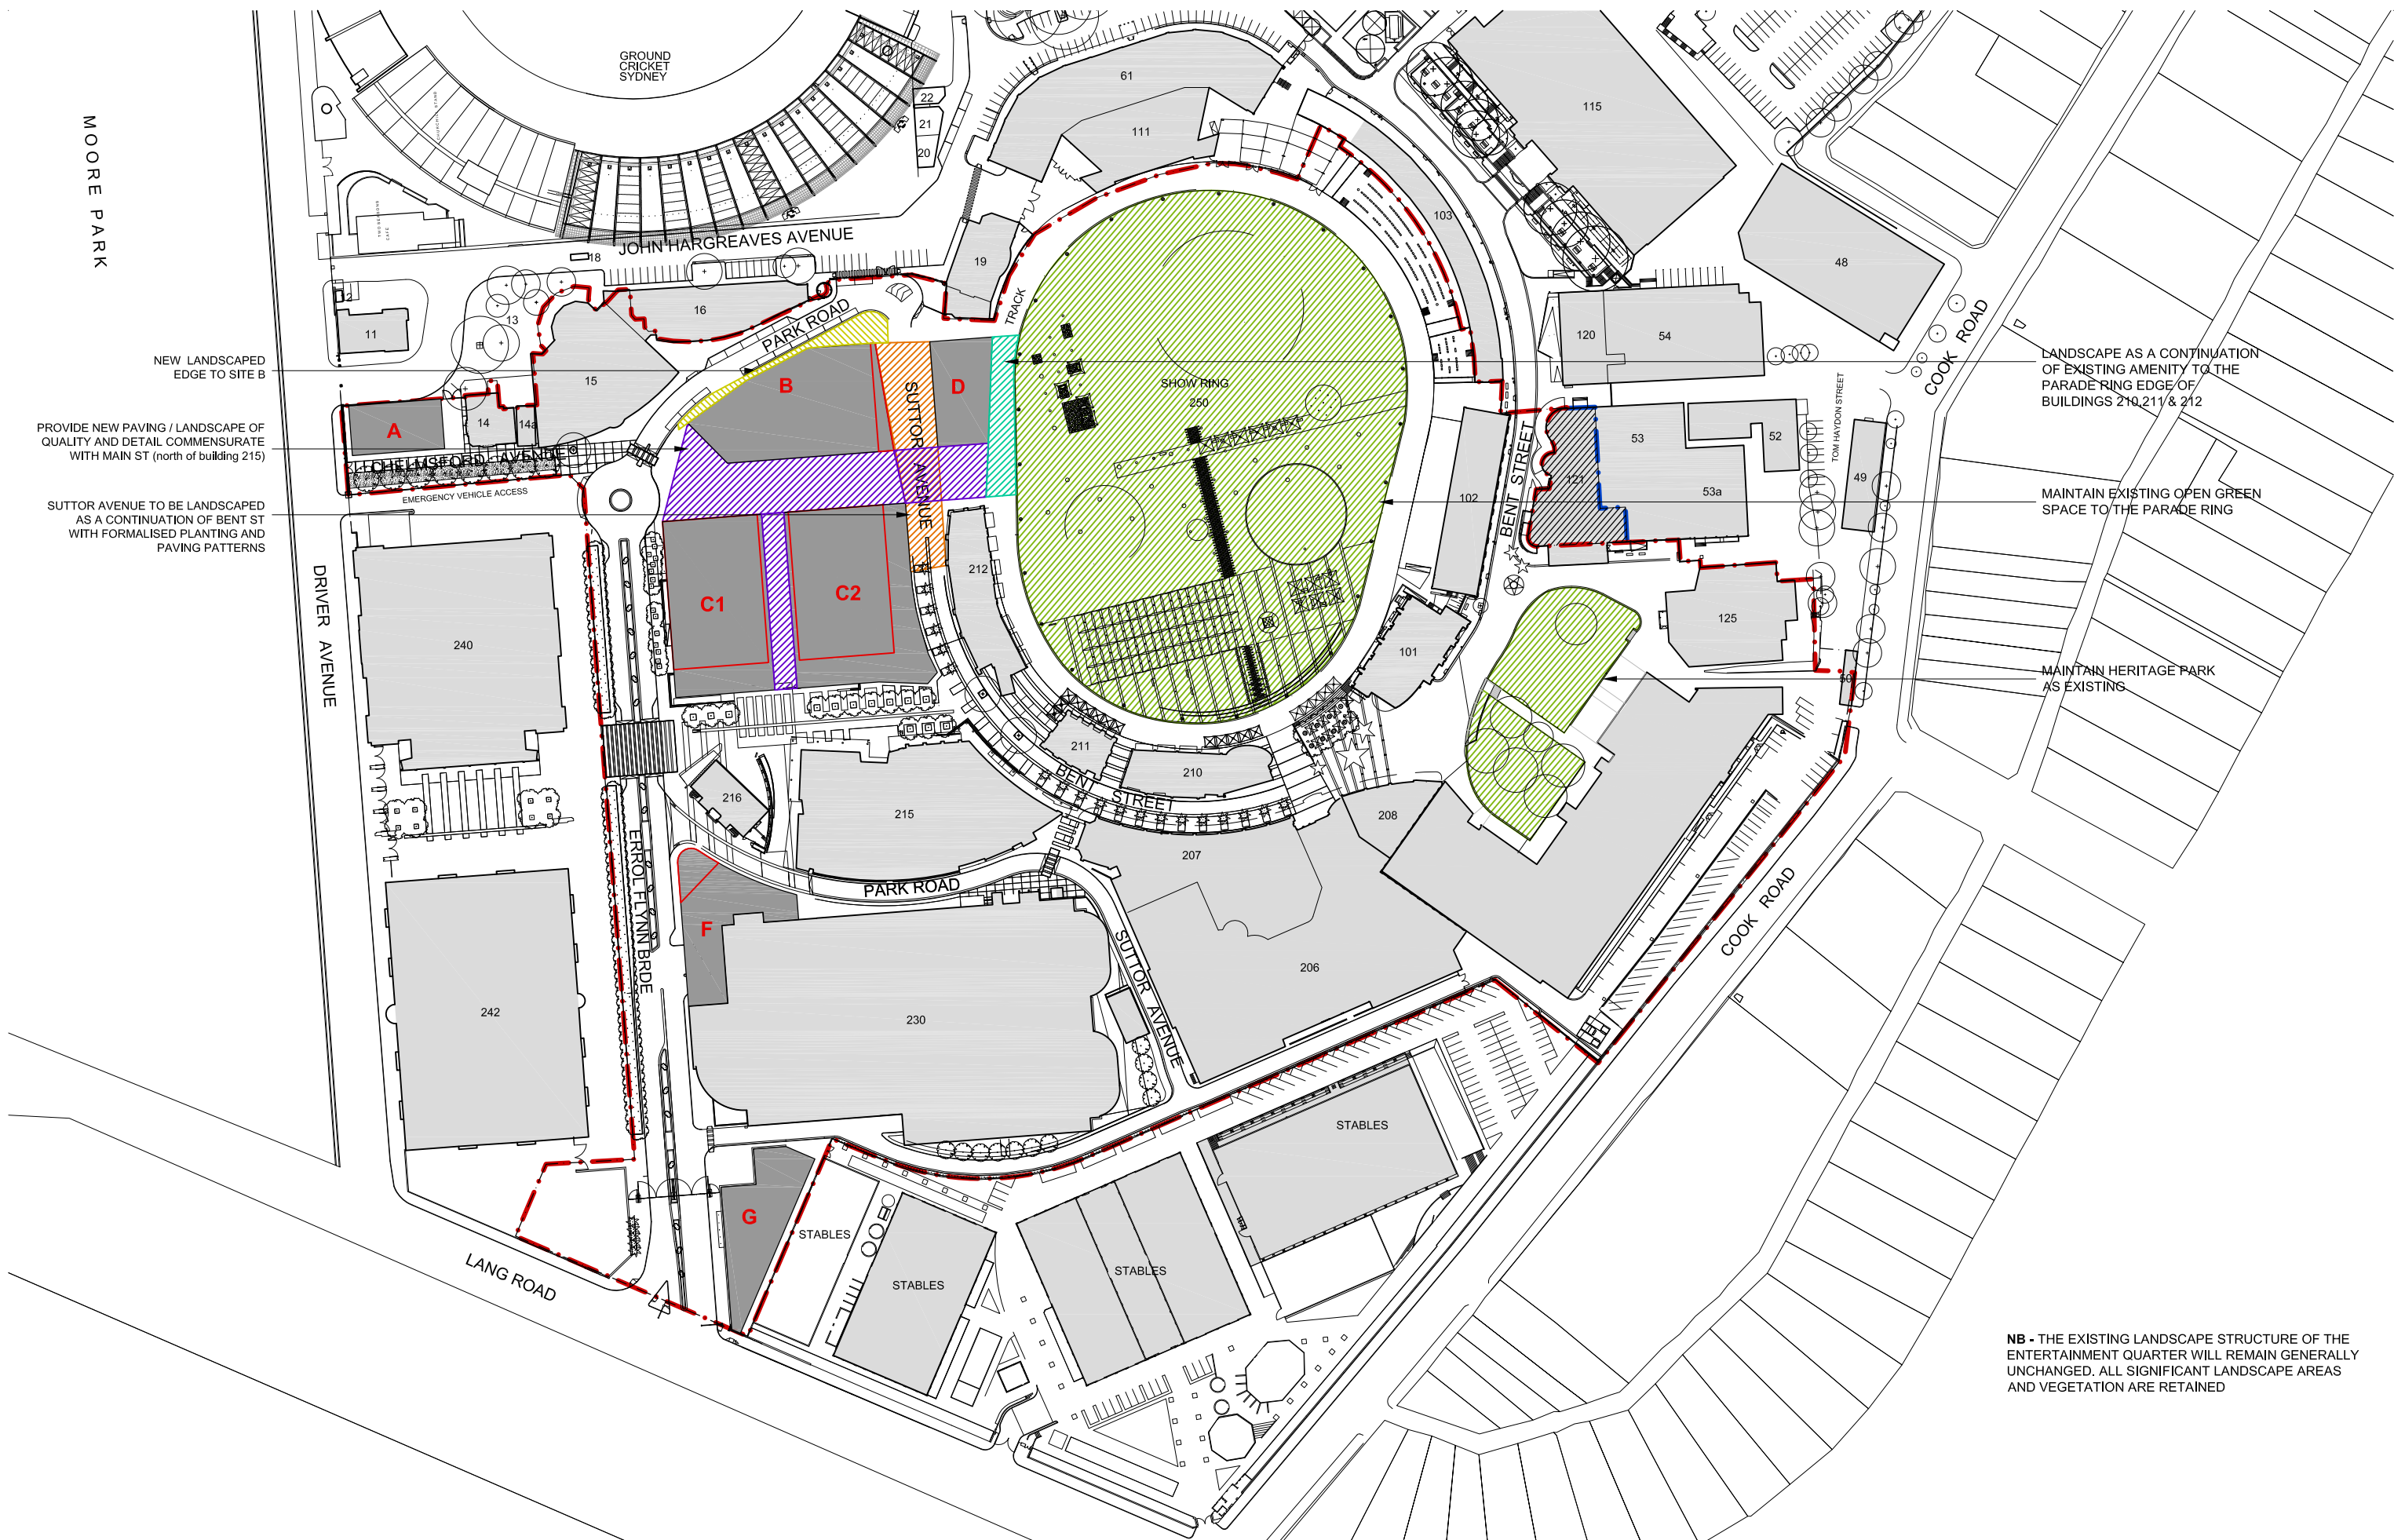 GROUND
CRICKET
SYDNEY
MOORE PARK
61
111
115
22
21
20
103
48
JOHN HARGREAVES AVENUE
18
19
12
11
13
16
PARK ROAD
TRACK
COOK ROAD
120
54
NEW LANDSCAPED
EDGE TO SITE B
15
B
SUTTOR AVENUE
D
SHOW RING
250
LANDSCAPE AS A CONTINUATION
OF EXISTING AMENITY TO THE
PARADE RING EDGE OF
BUILDINGS 210,211 & 212
TOM HAYDON STREET
PROVIDE NEW PAVING / LANDSCAPE OF
QUALITY AND DETAIL COMMENSURATE
WITH MAIN ST (north of building 215)
A
14
14a
CHELMSFORD AVENUE
EMERGENCY VEHICLE ACCESS
BENT STREET
53
52
121
53a
49
102
SUTTOR AVENUE TO BE LANDSCAPED
AS A CONTINUATION OF BENT ST
WITH FORMALISED PLANTING AND
PAVING PATTERNS
MAINTAIN EXISTING OPEN GREEN
SPACE TO THE PARADE RING
DRIVER AVENUE
240
C1
C2
212
101
125
50
MAINTAIN HERITAGE PARK
AS EXISTING
211
210
BENT STREET
216
215
208
207
PARK ROAD
ERROL FLYNN BRDE
F
SUTTOR AVENUE
206
COOK ROAD
242
230
STABLES
G
STABLES
STABLES
STABLES
LANG ROAD
NB - THE EXISTING LANDSCAPE STRUCTURE OF THE
ENTERTAINMENT QUARTER WILL REMAIN GENERALLY
UNCHANGED. ALL SIGNIFICANT LANDSCAPE AREAS
AND VEGETATION ARE RETAINED